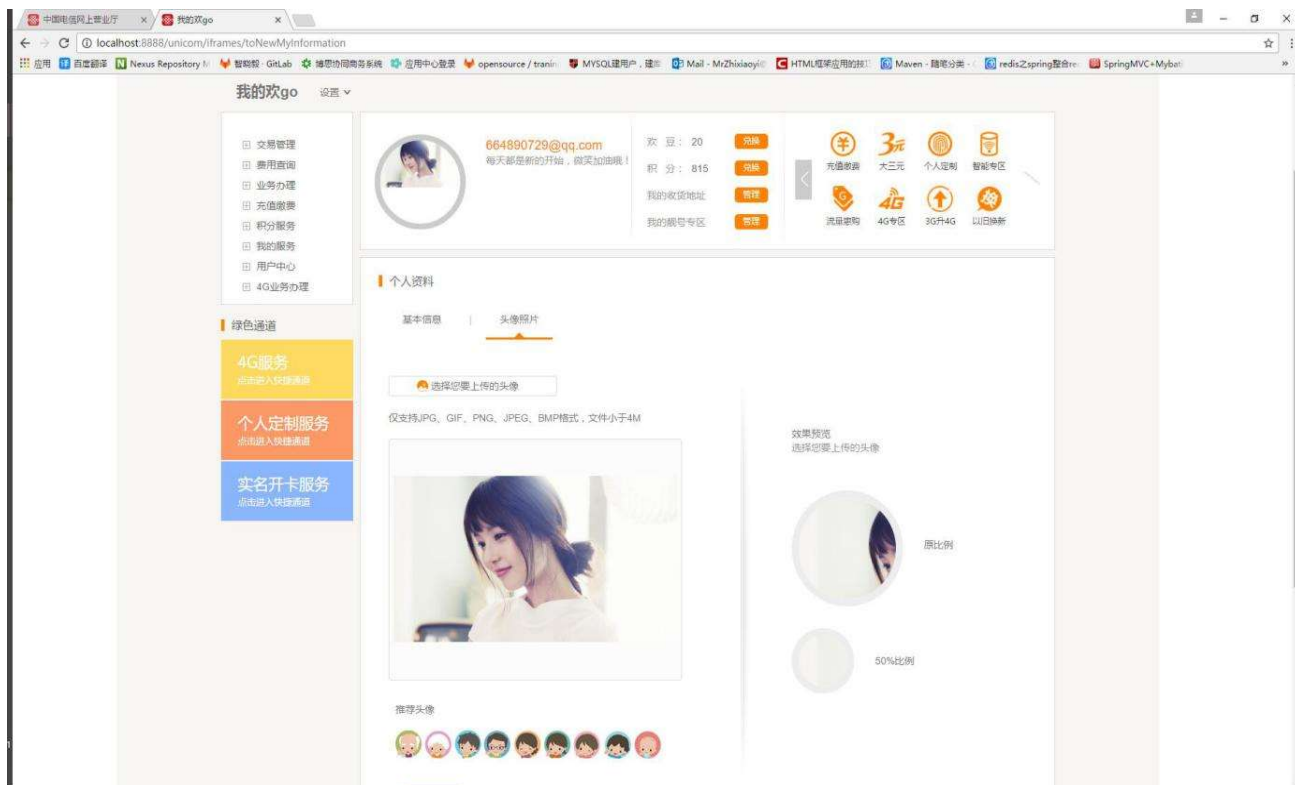 中国电信网上营业厅
我的欢go
localhost:8888/unicom/iframes/toNewMyInformation
应用 百度翻译 Nexus Repository M 智聪毅 · GitLab 博思协同商务系统 应用中心登录 opensource / tranin MYSQL建用户，建 Mail - MrZhixiaoyi HTML框架应用的技 Maven - 随笔分类 - redis之spring整合re SpringMVC+Mybat
我的欢go 设置
交易管理
费用查询
业务办理
充值缴费
积分服务
我的服务
用户中心
4G业务办理
绿色通道
4G服务
点击进入快捷通道
个人定制服务
点击进入快捷通道
实名开卡服务
点击进入快捷通道
664890729@qq.com
每天都是新的开始，微笑加油哦！
欢 豆： 20 兑换
积 分： 815 兑换
我的收货地址 管理
我的靓号专区 管理
3元
充值缴费 大三元 个人定制 智能专区
4G
流量惠购 4G专区 3G升4G 以旧换新
个人资料
基本信息 | 头像照片
选择您要上传的头像
仅支持JPG、GIF、PNG、JPEG、BMP格式，文件小于4M
效果预览
选择您要上传的头像
原比例
50%比例
推荐头像